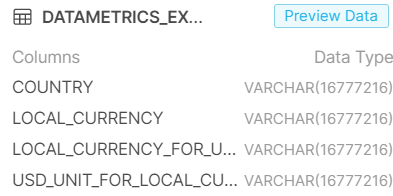 DATAMETRICS_EX... Preview Data
Columns Data Type
COUNTRY VARCHAR(16777216)
LOCAL_CURRENCY VARCHAR(16777216)
LOCAL_CURRENCY_FOR_U... VARCHAR(16777216)
USD_UNIT_FOR_LOCAL_CU... VARCHAR(16777216)